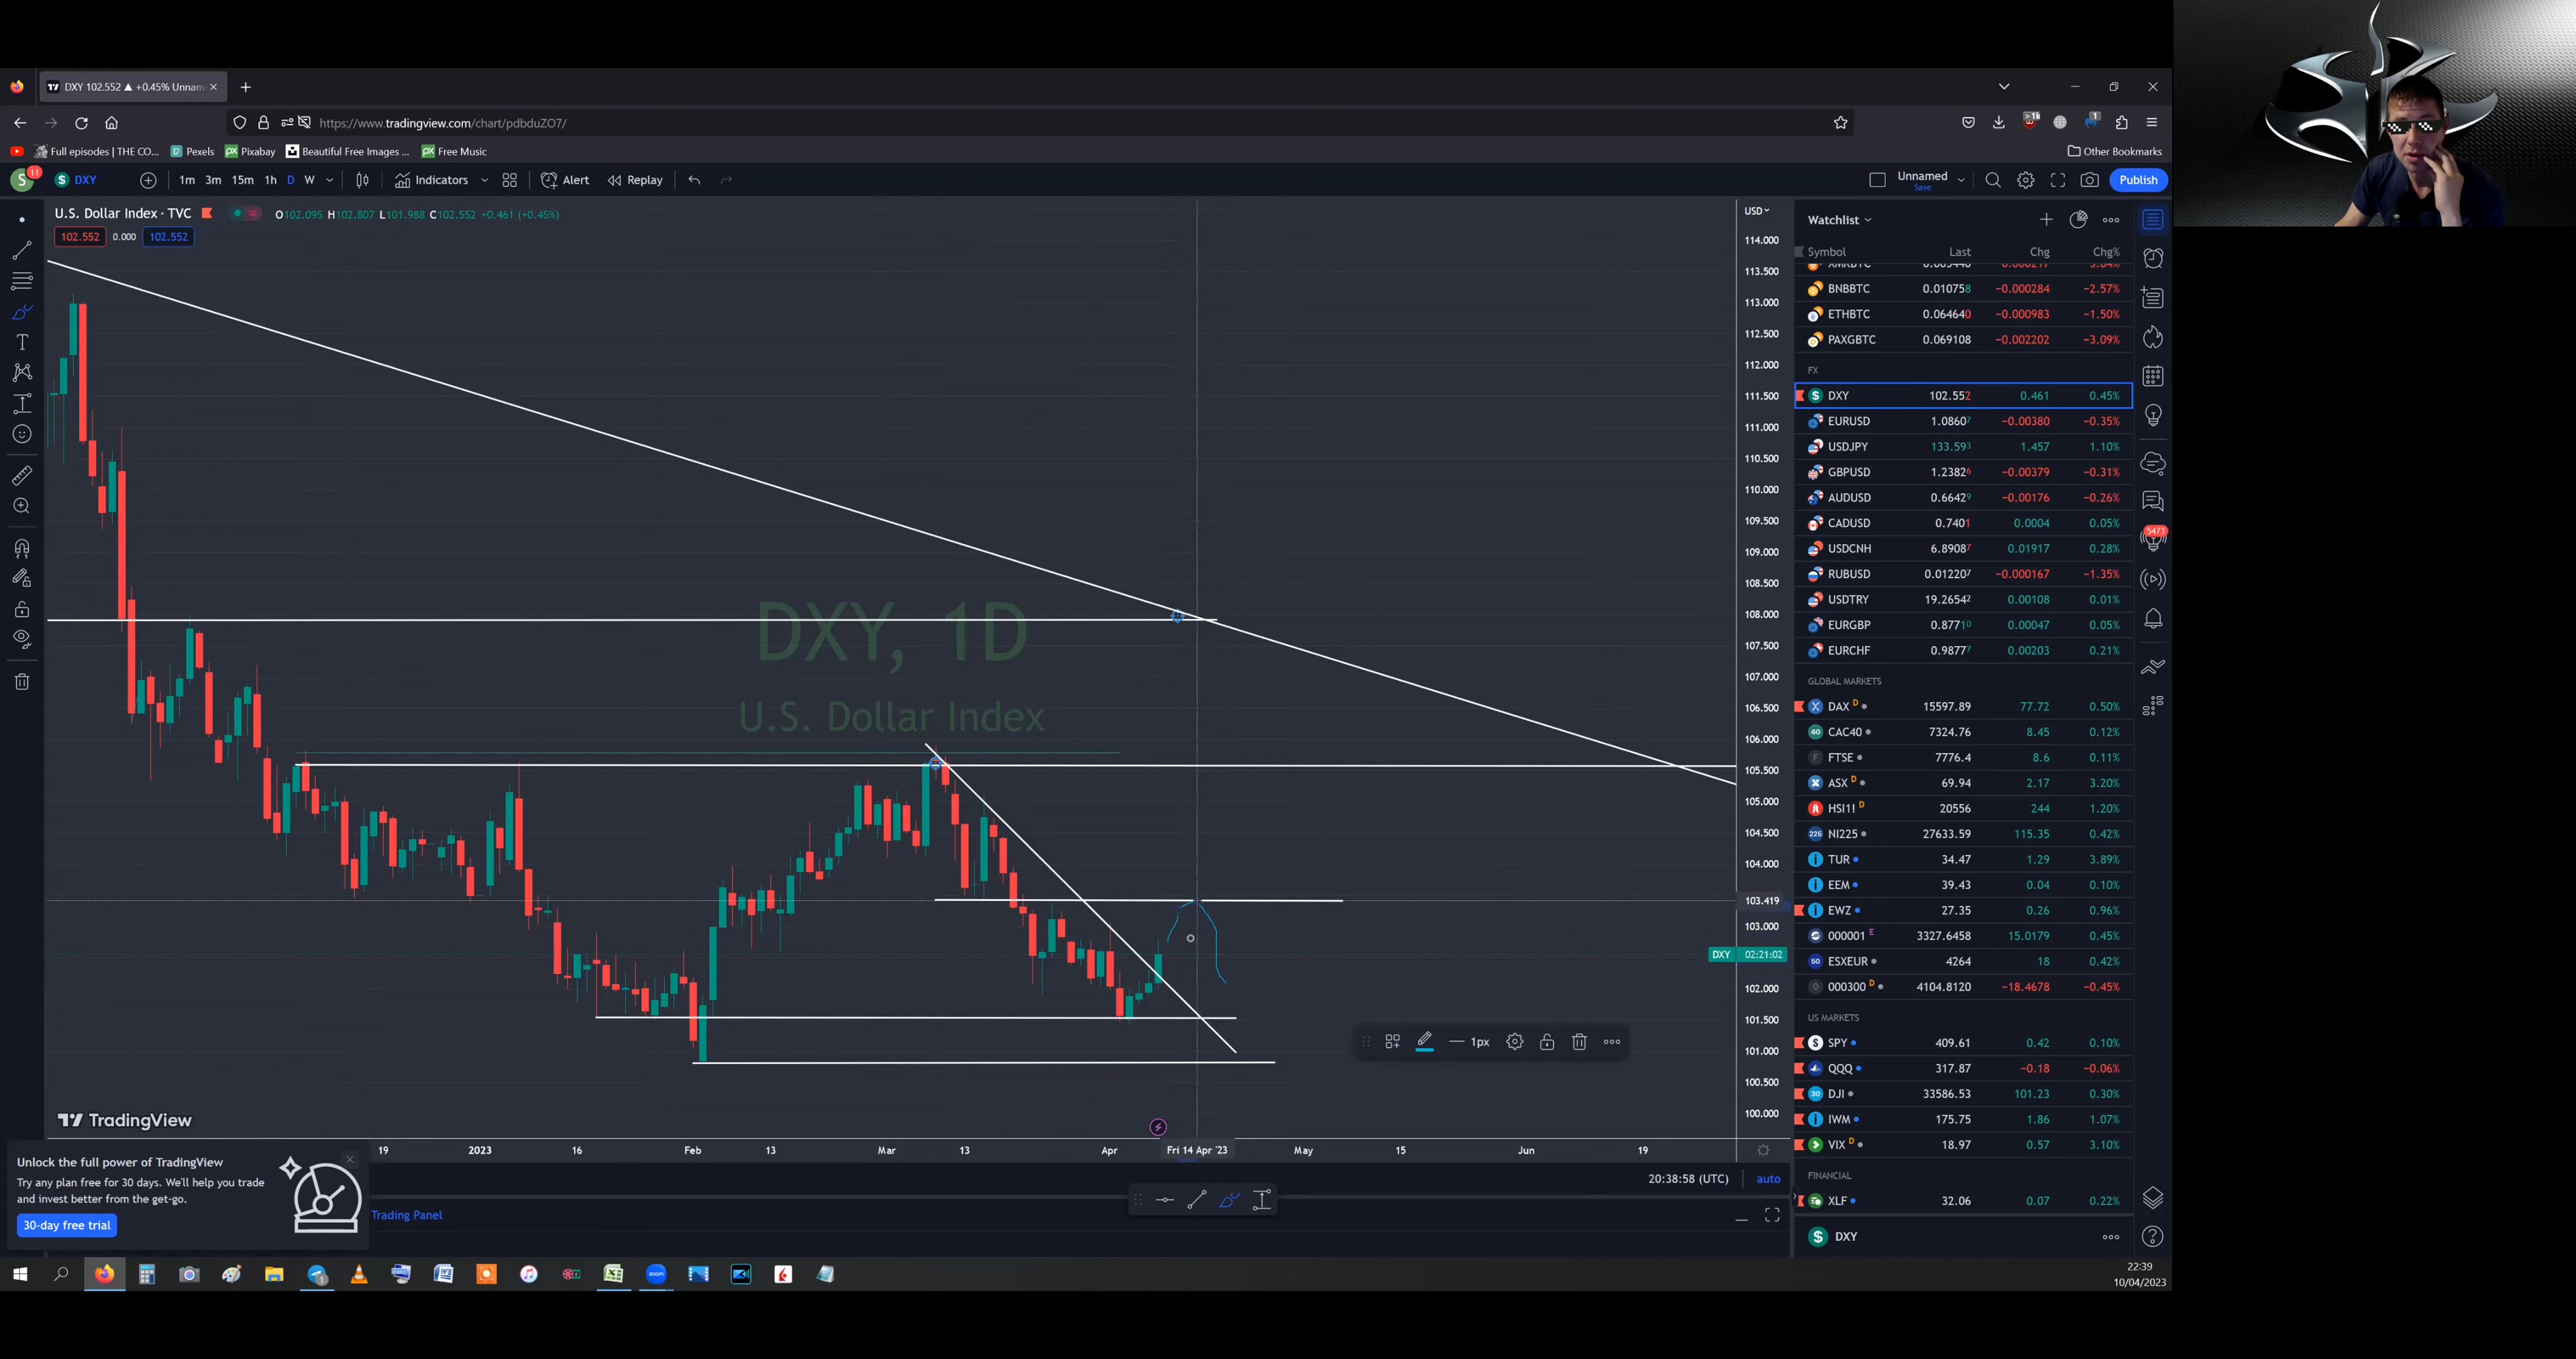 DXY 102.552 ▲ +0.45% Unnam
https://www.tradingview.com/chart/pdbduZO7/
Full episodes | THE CO...
Pexels
Pixabay
Beautiful Free Images ...
Free Music
Other Bookmarks
S 11
DXY
1m 3m 15m 1h D W
Indicators
Alert
Replay
Unnamed
Save
Publish
U.S. Dollar Index · TVC
O102.095 H102.807 L101.988 C102.552 +0.461 (+0.45%)
102.552 0.000 102.552
USD
114.000
113.500
113.000
112.500
112.000
111.500
111.000
110.500
110.000
109.500
109.000
108.500
108.000
107.500
107.000
106.500
106.000
105.500
105.000
104.500
104.000
103.419
103.000
DXY 02:21:02
102.000
101.500
101.000
100.500
100.000
DXY, 1D
U.S. Dollar Index
1px
TradingView
19 2023 16 Feb 13 Mar 13 Apr Fri 14 Apr '23 May 15 Jun 19
20:38:58 (UTC) auto
Unlock the full power of TradingView
Try any plan free for 30 days. We'll help you trade
and invest better from the get-go.
30-day free trial
Trading Panel
Watchlist
Symbol Last Chg Chg%
BNBBTC 0.010758 −0.000284 −2.57%
ETHBTC 0.064640 −0.000983 −1.50%
PAXGBTC 0.069108 −0.002202 −3.09%
FX
DXY 102.552 0.461 0.45%
EURUSD 1.08607 −0.00380 −0.35%
USDJPY 133.593 1.457 1.10%
GBPUSD 1.23826 −0.00379 −0.31%
AUDUSD 0.66429 −0.00176 −0.26%
CADUSD 0.7401 0.0004 0.05%
USDCNH 6.89087 0.01917 0.28%
RUBUSD 0.012207 −0.000167 −1.35%
USDTRY 19.26542 0.00108 0.01%
EURGBP 0.87710 0.00047 0.05%
EURCHF 0.98777 0.00203 0.21%
GLOBAL MARKETS
DAX D 15597.89 77.72 0.50%
CAC40 7324.76 8.45 0.12%
FTSE 7776.4 8.6 0.11%
ASX D 69.94 2.17 3.20%
HSI1! D 20556 244 1.20%
NI225 27633.59 115.35 0.42%
TUR 34.47 1.29 3.89%
EEM 39.43 0.04 0.10%
EWZ 27.35 0.26 0.96%
000001 E 3327.6458 15.0179 0.45%
ESXEUR 4264 18 0.42%
000300 D 4104.8120 −18.4678 −0.45%
US MARKETS
SPY 409.61 0.42 0.10%
QQQ 317.87 −0.18 −0.06%
DJI 33586.53 101.23 0.30%
IWM 175.75 1.86 1.07%
VIX D 18.97 0.57 3.10%
FINANCIAL
XLF 32.06 0.07 0.22%
DXY
5473
22:39
10/04/2023